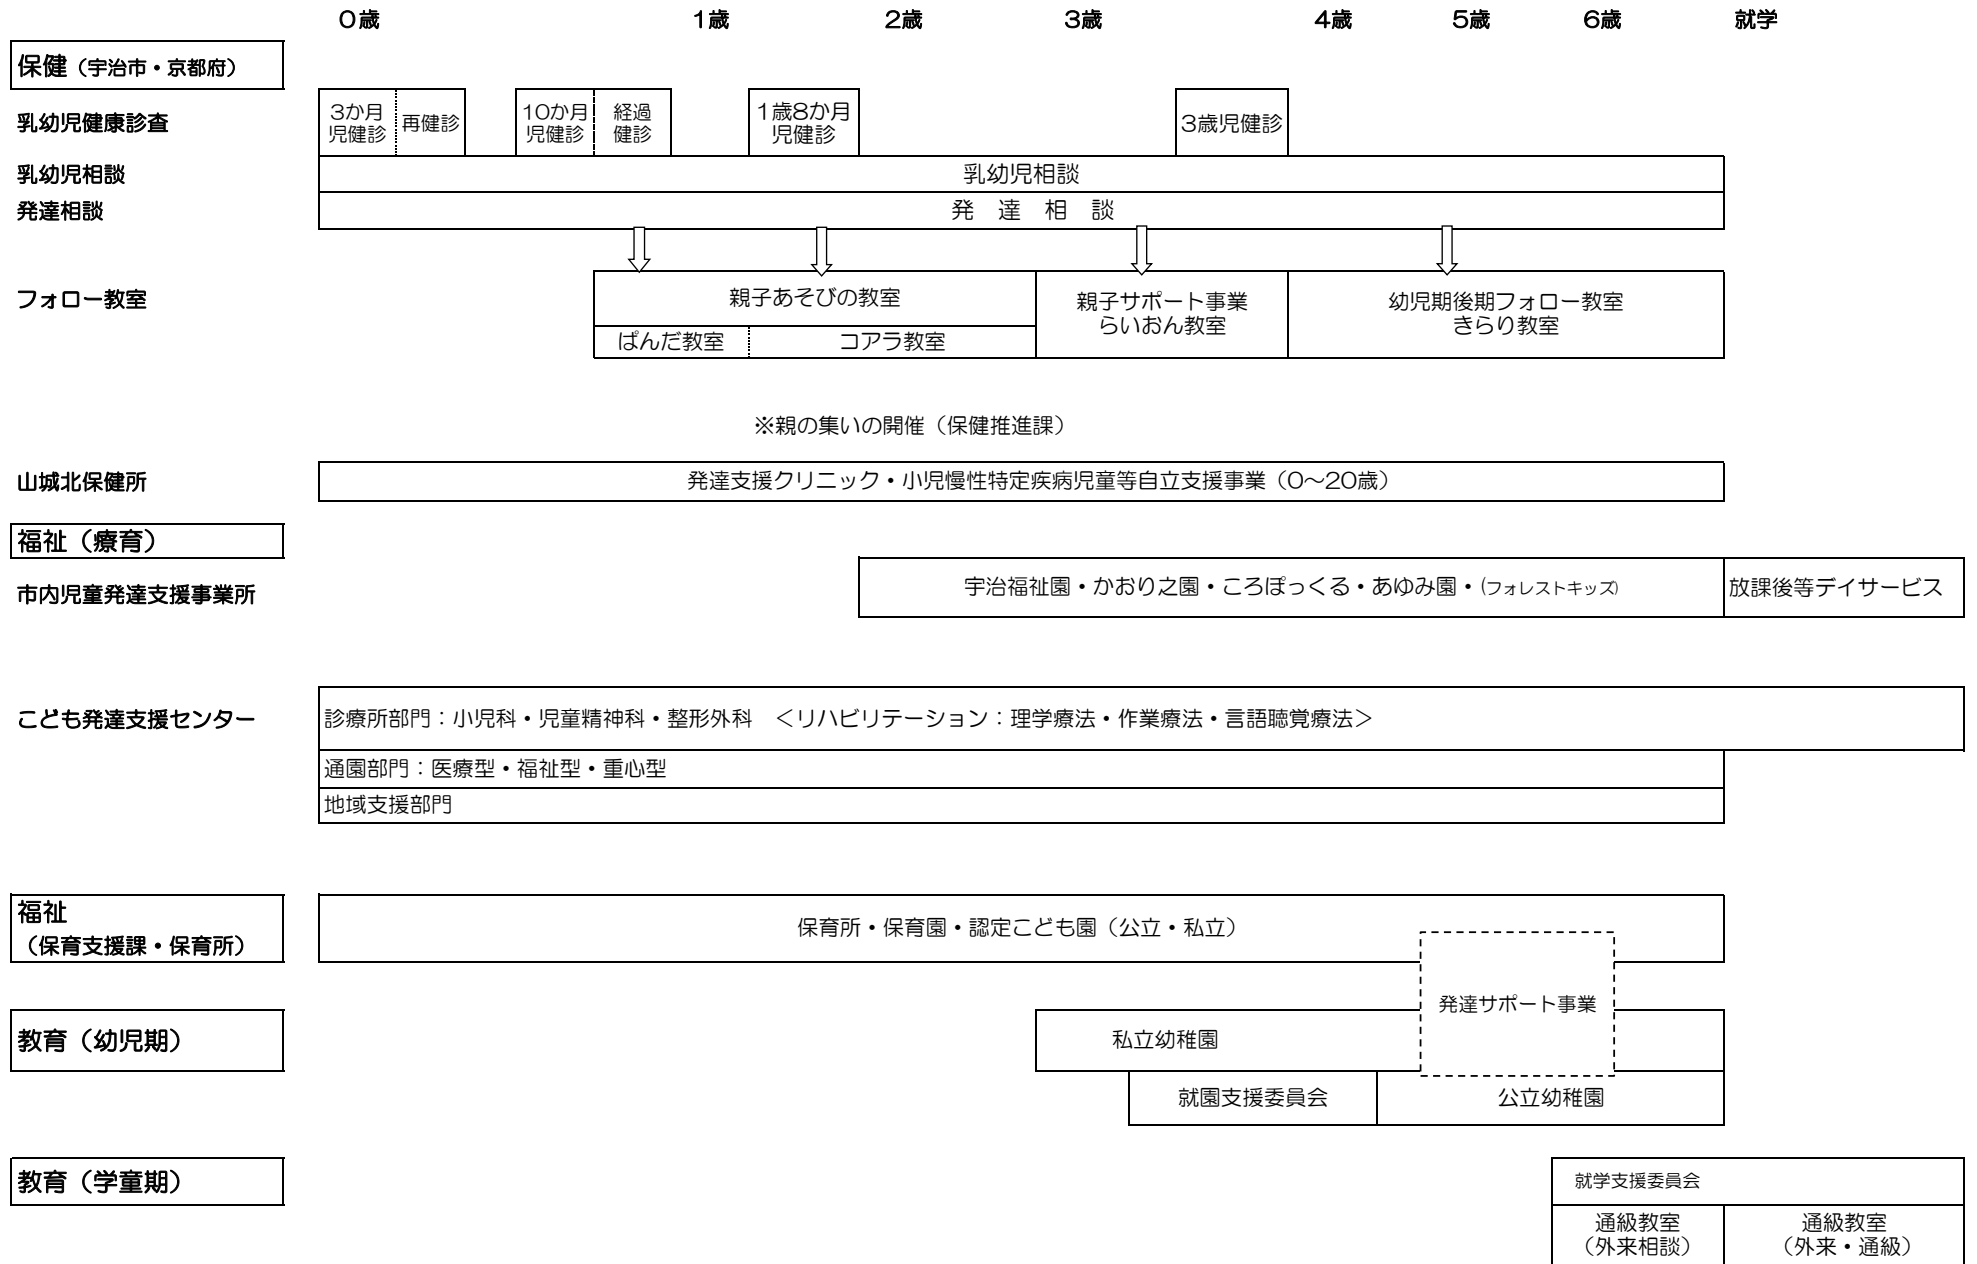 0歳 1歳 2歳 3歳 4歳 5歳 6歳 就学
保健（宇治市・京都府）
乳幼児健康診査
3か月
児健診
再健診
10か月
児健診
経過
健診
1歳8か月
児健診
3歳児健診
乳幼児相談
乳幼児相談
発達相談
発 達 相 談
フォロー教室
親子あそびの教室
ぱんだ教室
コアラ教室
親子サポート事業
らいおん教室
幼児期後期フォロー教室
きらり教室
※親の集いの開催（保健推進課）
山城北保健所
発達支援クリニック・小児慢性特定疾病児童等自立支援事業（0～20歳）
福祉（療育）
市内児童発達支援事業所
宇治福祉園・かおり之園・ころぽっくる・あゆみ園・(フォレストキッズ)
放課後等デイサービス
こども発達支援センター
診療所部門：小児科・児童精神科・整形外科　＜リハビリテーション：理学療法・作業療法・言語聴覚療法＞
通園部門：医療型・福祉型・重心型
地域支援部門
福祉
（保育支援課・保育所）
保育所・保育園・認定こども園（公立・私立）
発達サポート事業
教育（幼児期）
私立幼稚園
就園支援委員会
公立幼稚園
教育（学童期）
就学支援委員会
通級教室
（外来相談）
通級教室
（外来・通級）